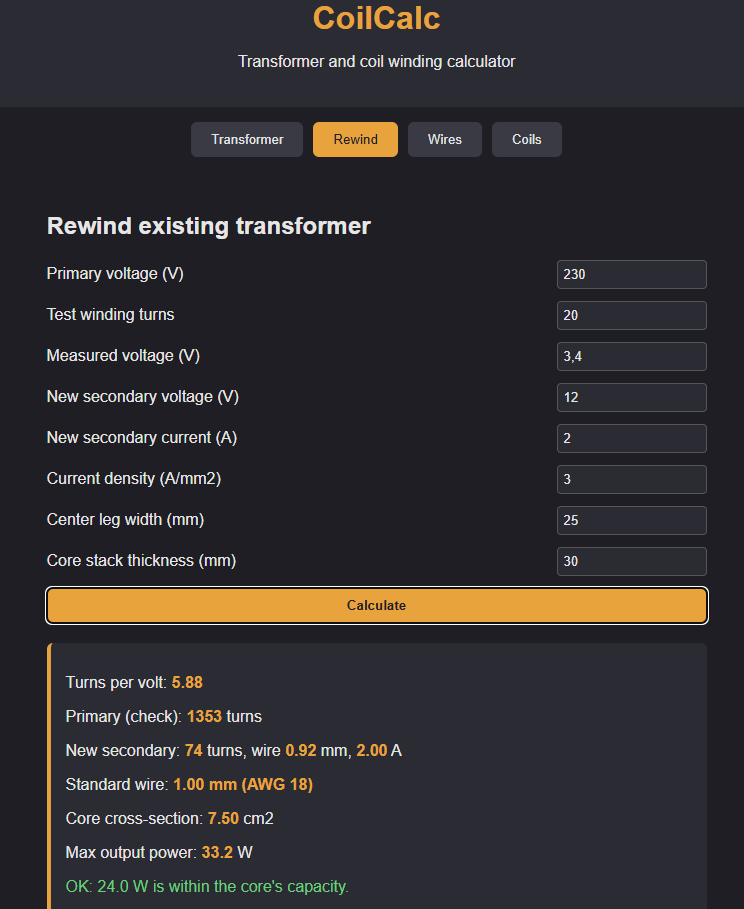 CoilCalc
Transformer and coil winding calculator
Transformer Rewind Wires Coils
Rewind existing transformer
Primary voltage (V) 230
Test winding turns 20
Measured voltage (V) 3,4
New secondary voltage (V) 12
New secondary current (A) 2
Current density (A/mm2) 3
Center leg width (mm) 25
Core stack thickness (mm) 30
Calculate
Turns per volt: 5.88
Primary (check): 1353 turns
New secondary: 74 turns, wire 0.92 mm, 2.00 A
Standard wire: 1.00 mm (AWG 18)
Core cross-section: 7.50 cm2
Max output power: 33.2 W
OK: 24.0 W is within the core's capacity.